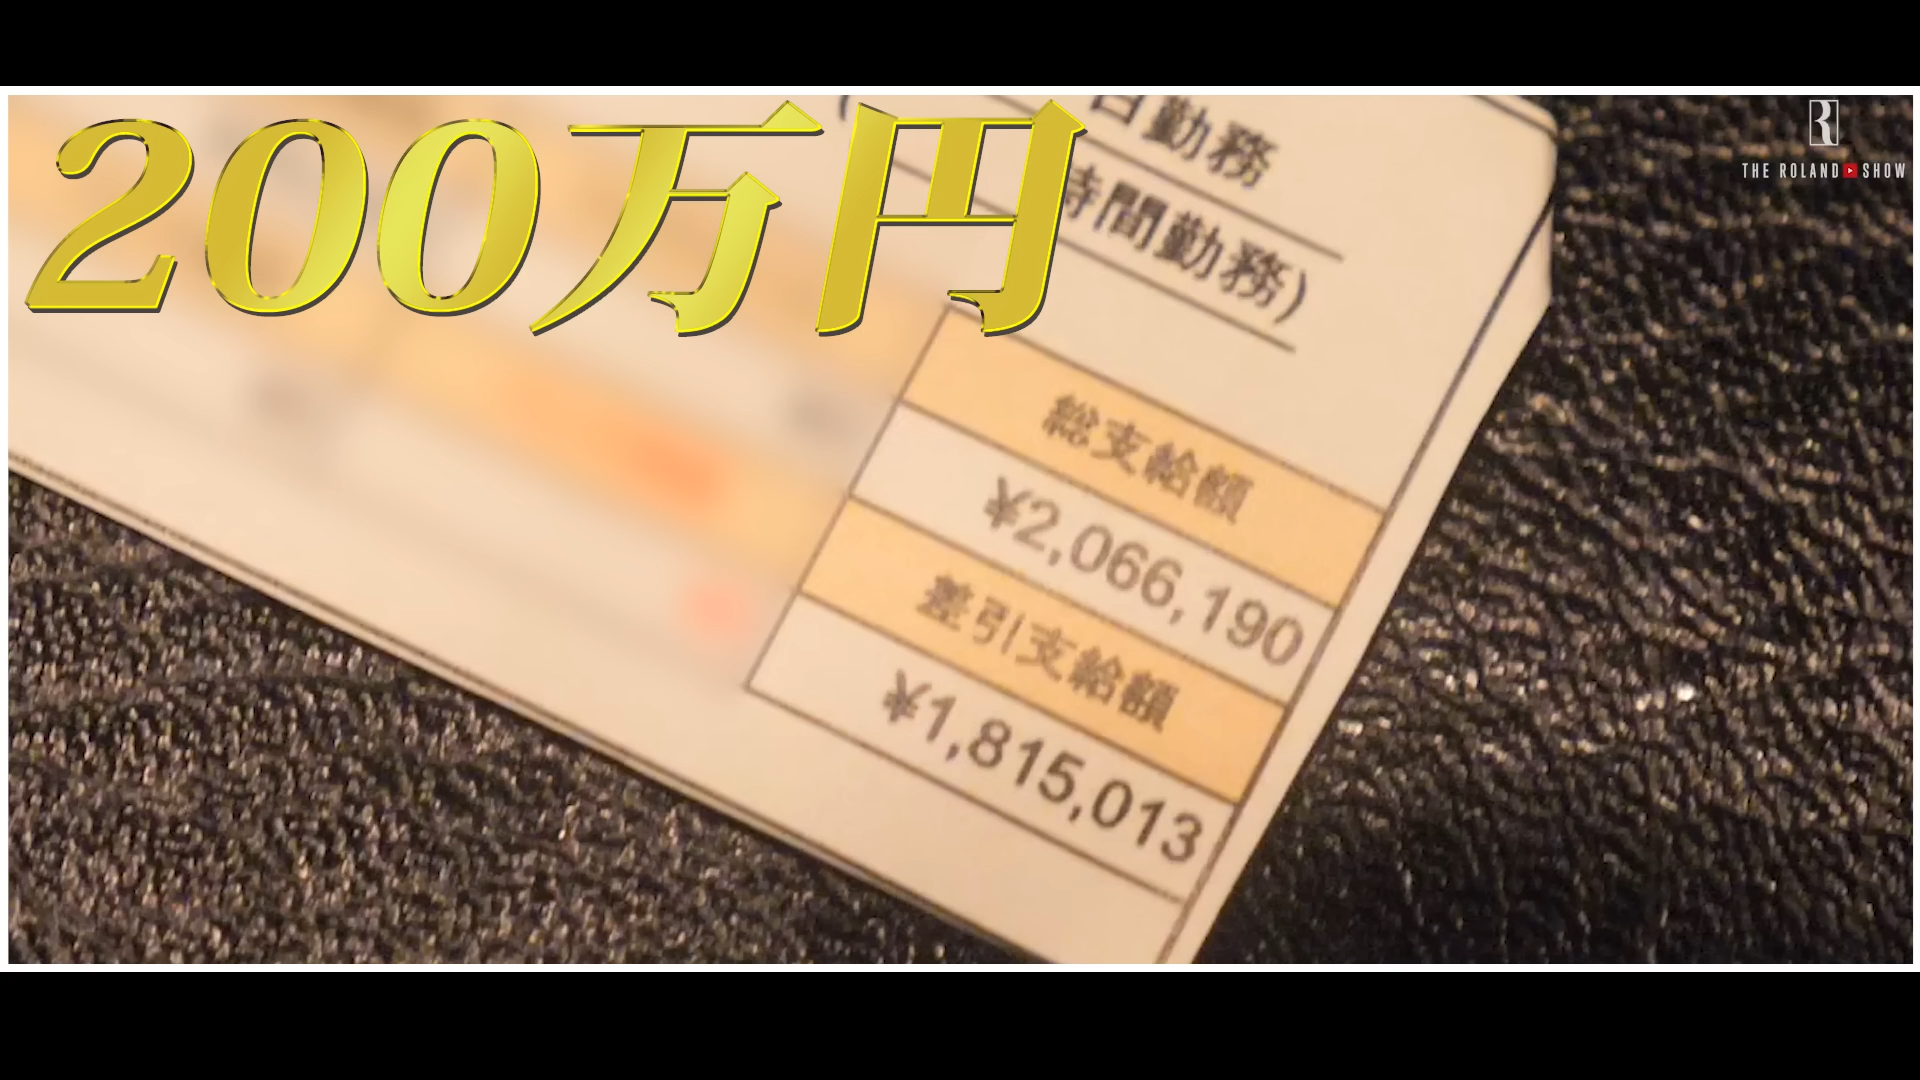 200万円
日勤務
時間勤務)
総支給額
¥2,066,190
差引支給額
¥1,815,013
THE ROLAND SHOW